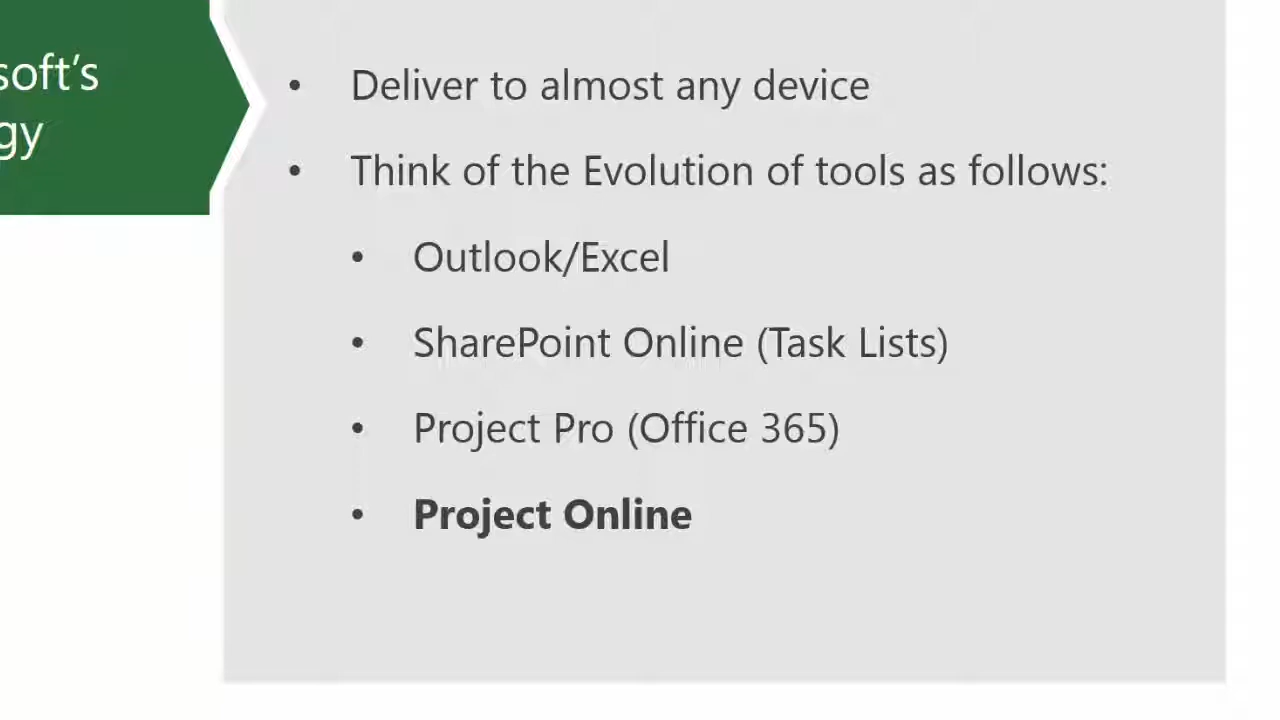 soft's
gy
• Deliver to almost any device
• Think of the Evolution of tools as follows:
• Outlook/Excel
• SharePoint Online (Task Lists)
• Project Pro (Office 365)
• Project Online